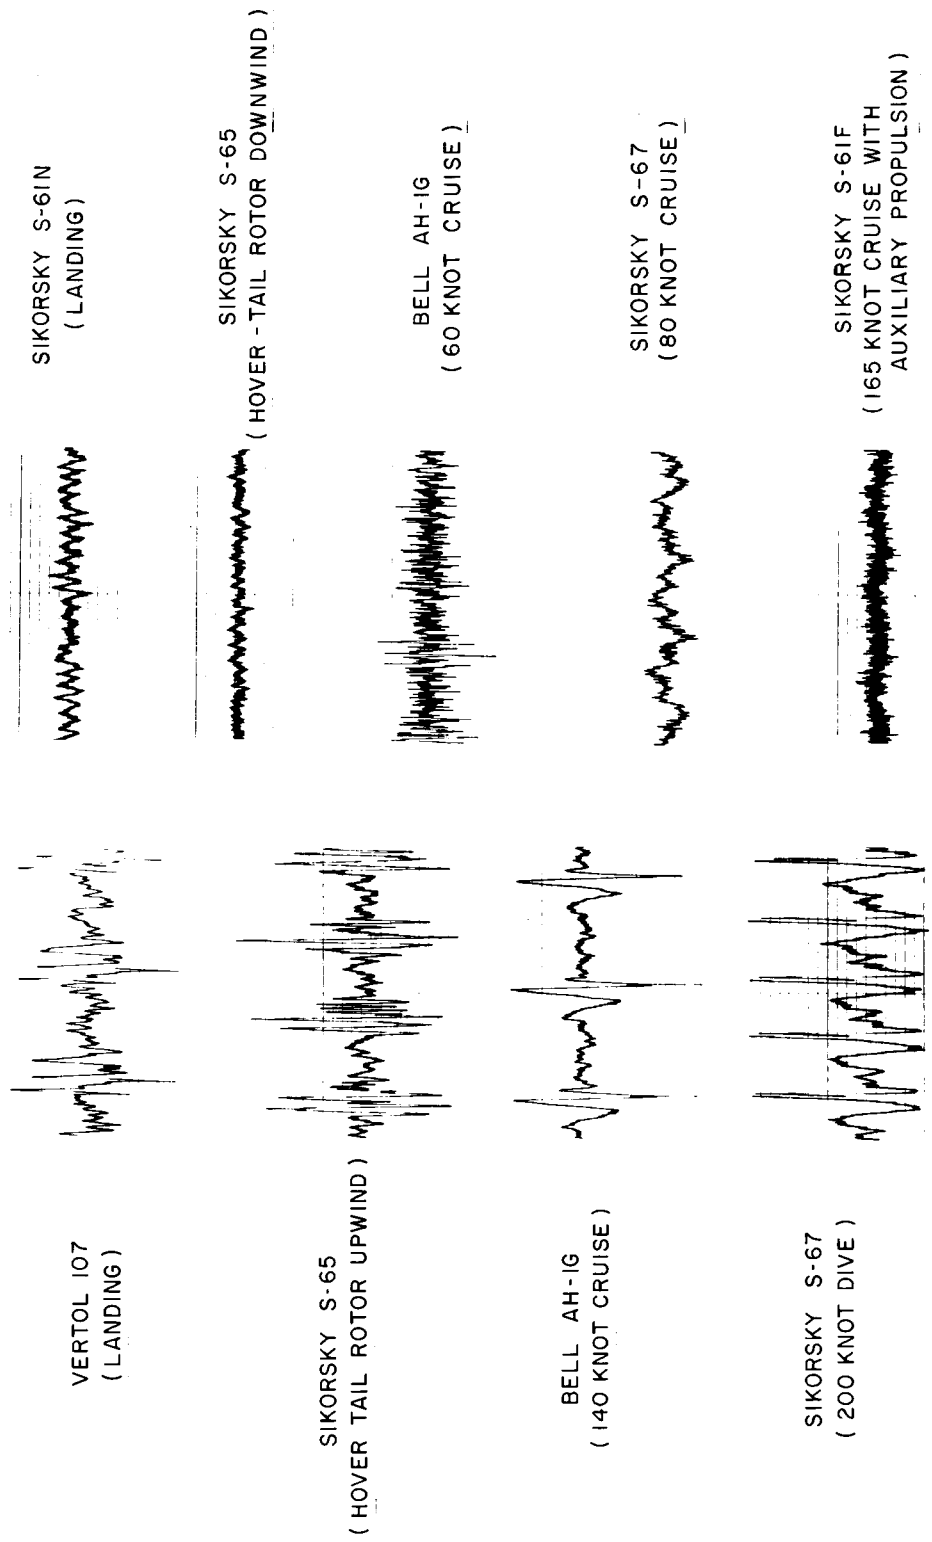 VERTOL 107
(LANDING)
SIKORSKY S-61N
(LANDING)
SIKORSKY S-65
( HOVER TAIL ROTOR UPWIND )
SIKORSKY S-65
( HOVER - TAIL ROTOR DOWNWIND )
BELL AH-1G
( 140 KNOT CRUISE )
BELL AH-1G
( 60 KNOT CRUISE )
SIKORSKY S-67
( 200 KNOT DIVE )
SIKORSKY S-67
( 80 KNOT CRUISE )
SIKORSKY S-61F
( 165 KNOT CRUISE WITH
AUXILIARY PROPULSION )